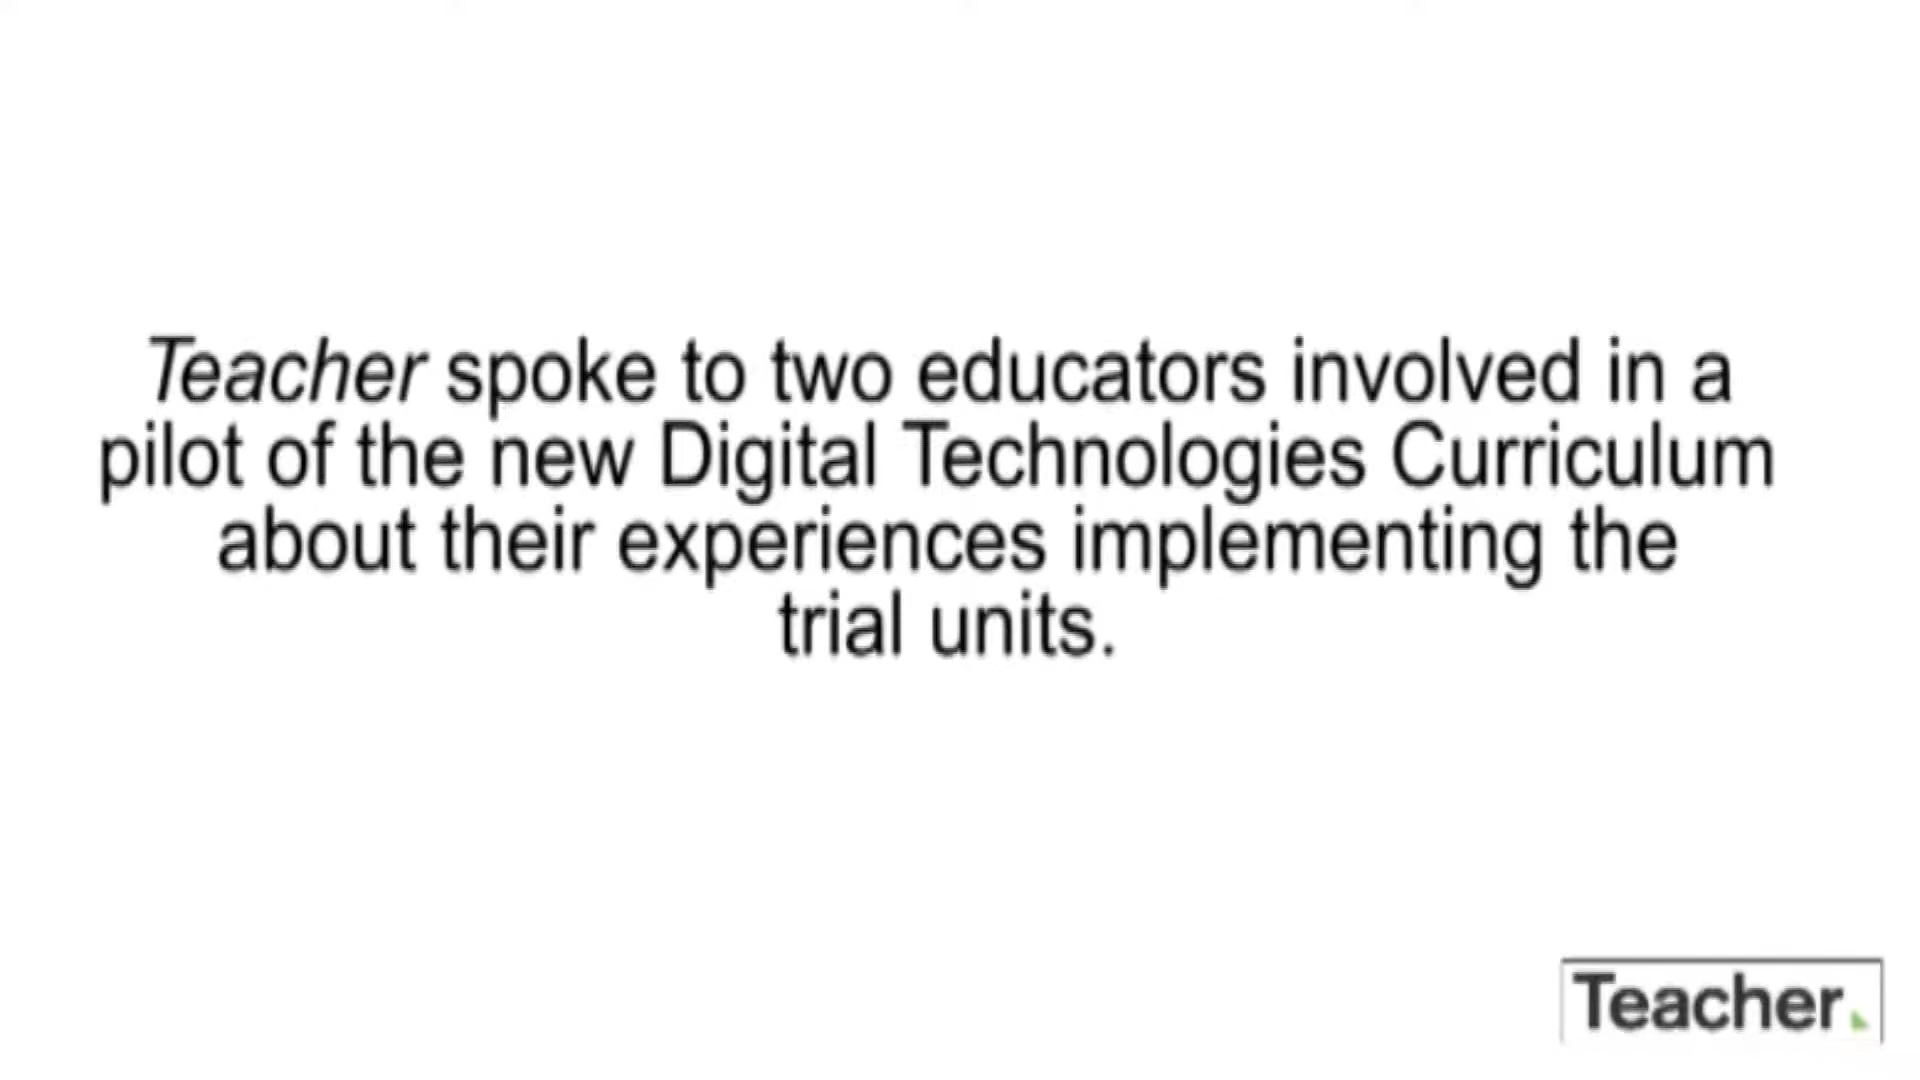 Teacher spoke to two educators involved in a
pilot of the new Digital Technologies Curriculum
about their experiences implementing the
trial units.
Teacher.